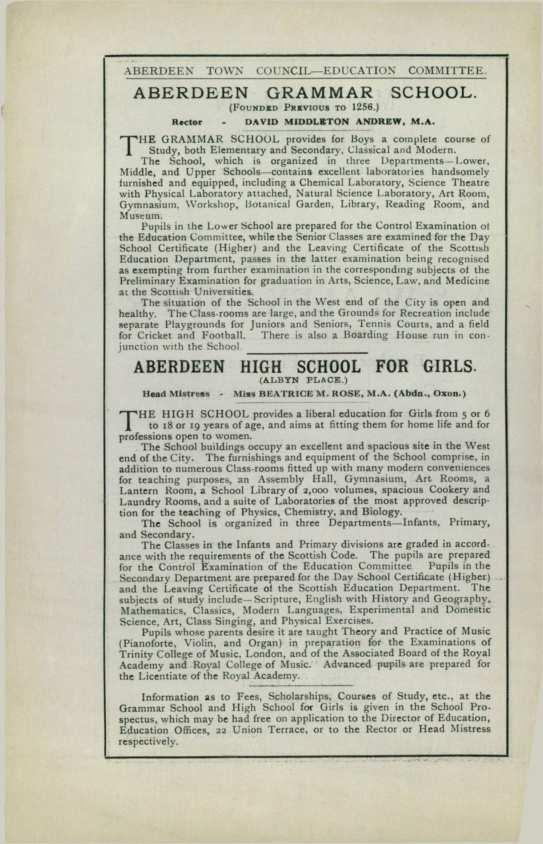 ABERDEEN TOWN COUNCIL—EDUCATION COMMITTEE.
ABERDEEN GRAMMAR SCHOOL.
(FOUNDED PREVIOUS TO 1256.)
Rector - DAVID MIDDLETON ANDREW, M.A.
THE GRAMMAR SCHOOL provides for Boys a complete course of
Study, both Elementary and Secondary, Classical and Modern.
The School, which is organized in three Departments—Lower,
Middle, and Upper Schools—contains excellent laboratories handsomely
furnished and equipped, including a Chemical Laboratory, Science Theatre
with Physical Laboratory attached, Natural Science Laboratory, Art Room,
Gymnasium, Workshop, Botanical Garden, Library, Reading Room, and
Museum.
Pupils in the Lower School are prepared for the Control Examination of
the Education Committee, while the Senior Classes are examined for the Day
School Certificate (Higher) and the Leaving Certificate of the Scottish
Education Department, passes in the latter examination being recognised
as exempting from further examination in the corresponding subjects of the
Preliminary Examination for graduation in Arts, Science, Law, and Medicine
at the Scottish Universities.
The situation of the School in the West end of the City is open and
healthy. The Class-rooms are large, and the Grounds for Recreation include
separate Playgrounds for Juniors and Seniors, Tennis Courts, and a field
for Cricket and Football. There is also a Boarding House run in con-
junction with the School.
ABERDEEN HIGH SCHOOL FOR GIRLS.
(ALBYN PLACE.)
Head Mistress - Miss BEATRICE M. ROSE, M.A. (Abdn., Oxon.)
THE HIGH SCHOOL provides a liberal education for Girls from 5 or 6
to 18 or 19 years of age, and aims at fitting them for home life and for
professions open to women.
The School buildings occupy an excellent and spacious site in the West
end of the City. The furnishings and equipment of the School comprise, in
addition to numerous Class-rooms fitted up with many modern conveniences
for teaching purposes, an Assembly Hall, Gymnasium, Art Rooms, a
Lantern Room, a School Library of 2,000 volumes, spacious Cookery and
Laundry Rooms, and a suite of Laboratories of the most approved descrip-
tion for the teaching of Physics, Chemistry, and Biology.
The School is organized in three Departments—Infants, Primary,
and Secondary.
The Classes in the Infants and Primary divisions are graded in accord-
ance with the requirements of the Scottish Code. The pupils are prepared
for the Control Examination of the Education Committee. Pupils in the
Secondary Department are prepared for the Day School Certificate (Higher)
and the Leaving Certificate of the Scottish Education Department. The
subjects of study include—Scripture, English with History and Geography,
Mathematics, Classics, Modern Languages, Experimental and Domestic
Science, Art, Class Singing, and Physical Exercises.
Pupils whose parents desire it are taught Theory and Practice of Music
(Pianoforte, Violin, and Organ) in preparation for the Examinations of
Trinity College of Music, London, and of the Associated Board of the Royal
Academy and Royal College of Music. Advanced pupils are prepared for
the Licentiate of the Royal Academy.
Information as to Fees, Scholarships, Courses of Study, etc., at the
Grammar School and High School for Girls is given in the School Pro-
spectus, which may be had free on application to the Director of Education,
Education Offices, 22 Union Terrace, or to the Rector or Head Mistress
respectively.